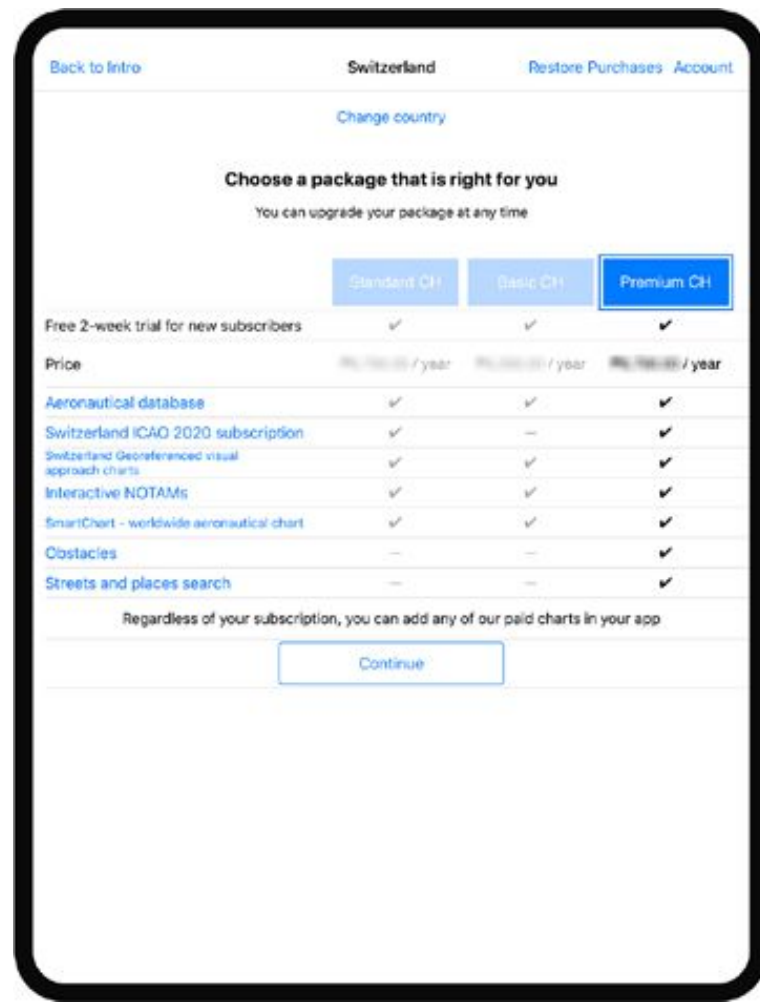 Back to Intro Switzerland Restore Purchases Account
Change country
Choose a package that is right for you
You can upgrade your package at any time
Standard CH Basic CH Premium CH
Free 2-week trial for new subscribers ✓ ✓ ✓
Price / year / year / year
Aeronautical database ✓ ✓ ✓
Switzerland ICAO 2020 subscription ✓ — ✓
Switzerland Georeferenced visual
approach charts ✓ ✓ ✓
Interactive NOTAMs ✓ ✓ ✓
SmartChart - worldwide aeronautical chart ✓ ✓ ✓
Obstacles — — ✓
Streets and places search — — ✓
Regardless of your subscription, you can add any of our paid charts in your app
Continue